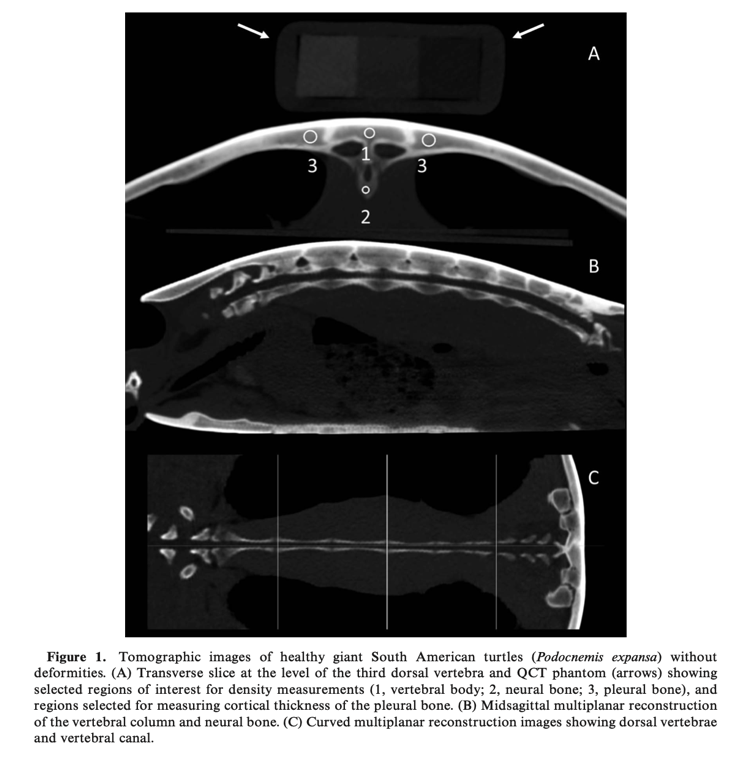 A
1
3
3
2
B
C
Figure 1. Tomographic images of healthy giant South American turtles (Podocnemis expansa) without
deformities. (A) Transverse slice at the level of the third dorsal vertebra and QCT phantom (arrows) showing
selected regions of interest for density measurements (1, vertebral body; 2, neural bone; 3, pleural bone), and
regions selected for measuring cortical thickness of the pleural bone. (B) Midsagittal multiplanar reconstruction
of the vertebral column and neural bone. (C) Curved multiplanar reconstruction images showing dorsal vertebrae
and vertebral canal.